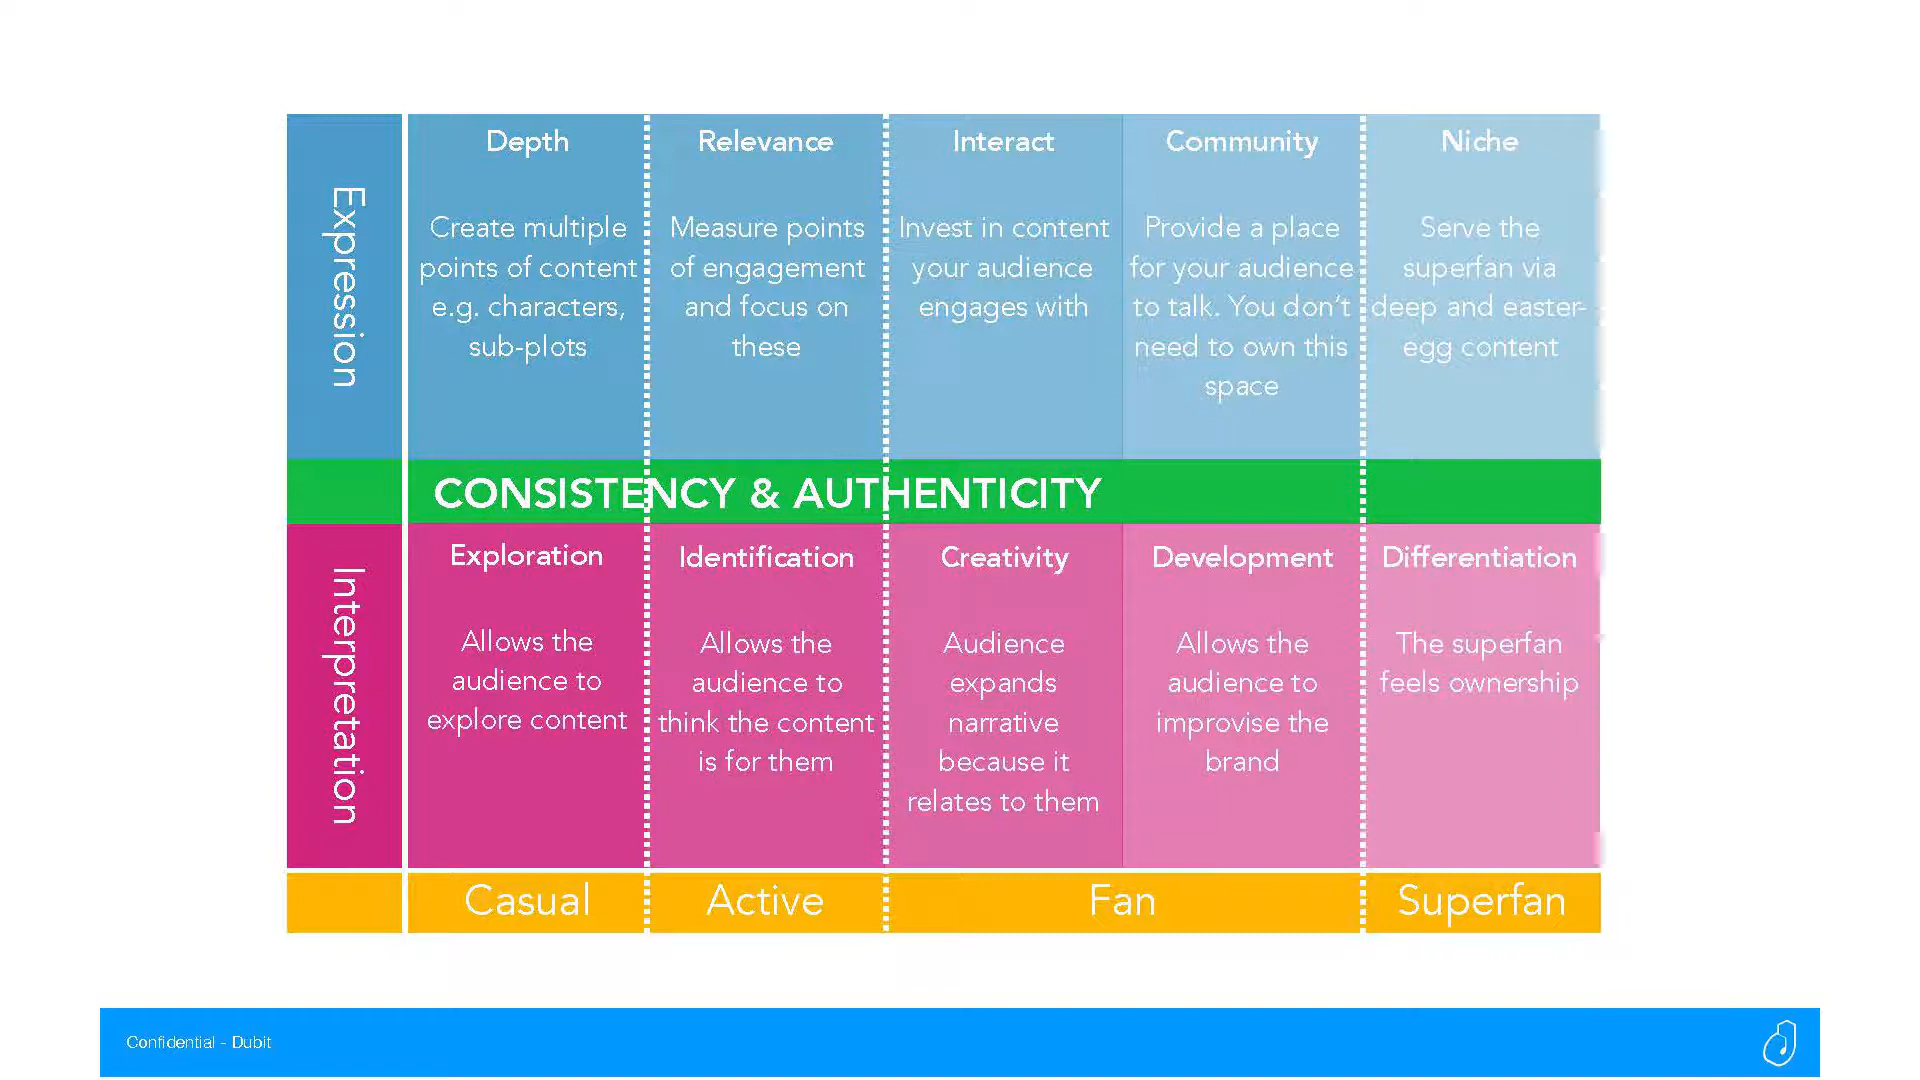 Expression
Depth
Create multiple
points of content
e.g. characters,
sub-plots
Relevance
Measure points
of engagement
and focus on
these
Interact
Invest in content
your audience
engages with
Community
Provide a place
for your audience
to talk. You don't
need to own this
space
Niche
Serve the
superfan via
deep and easter-
egg content
CONSISTENCY & AUTHENTICITY
Interpretation
Exploration
Allows the
audience to
explore content
Identification
Allows the
audience to
think the content
is for them
Creativity
Audience
expands
narrative
because it
relates to them
Development
Allows the
audience to
improvise the
brand
Differentiation
The superfan
feels ownership
Casual
Active
Fan
Superfan
Confidential - Dubit